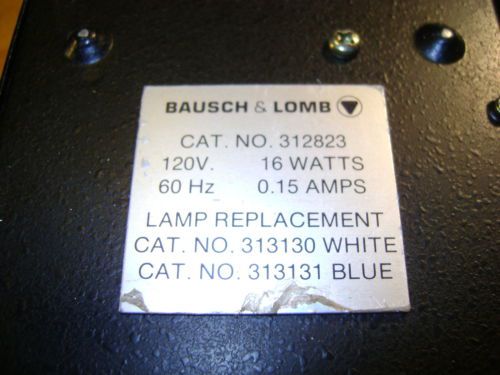 BAUSCH & LOMB
CAT. NO. 312823
120V. 16 WATTS
60 Hz 0.15 AMPS
LAMP REPLACEMENT
CAT. NO. 313130 WHITE
CAT. NO. 313131 BLUE